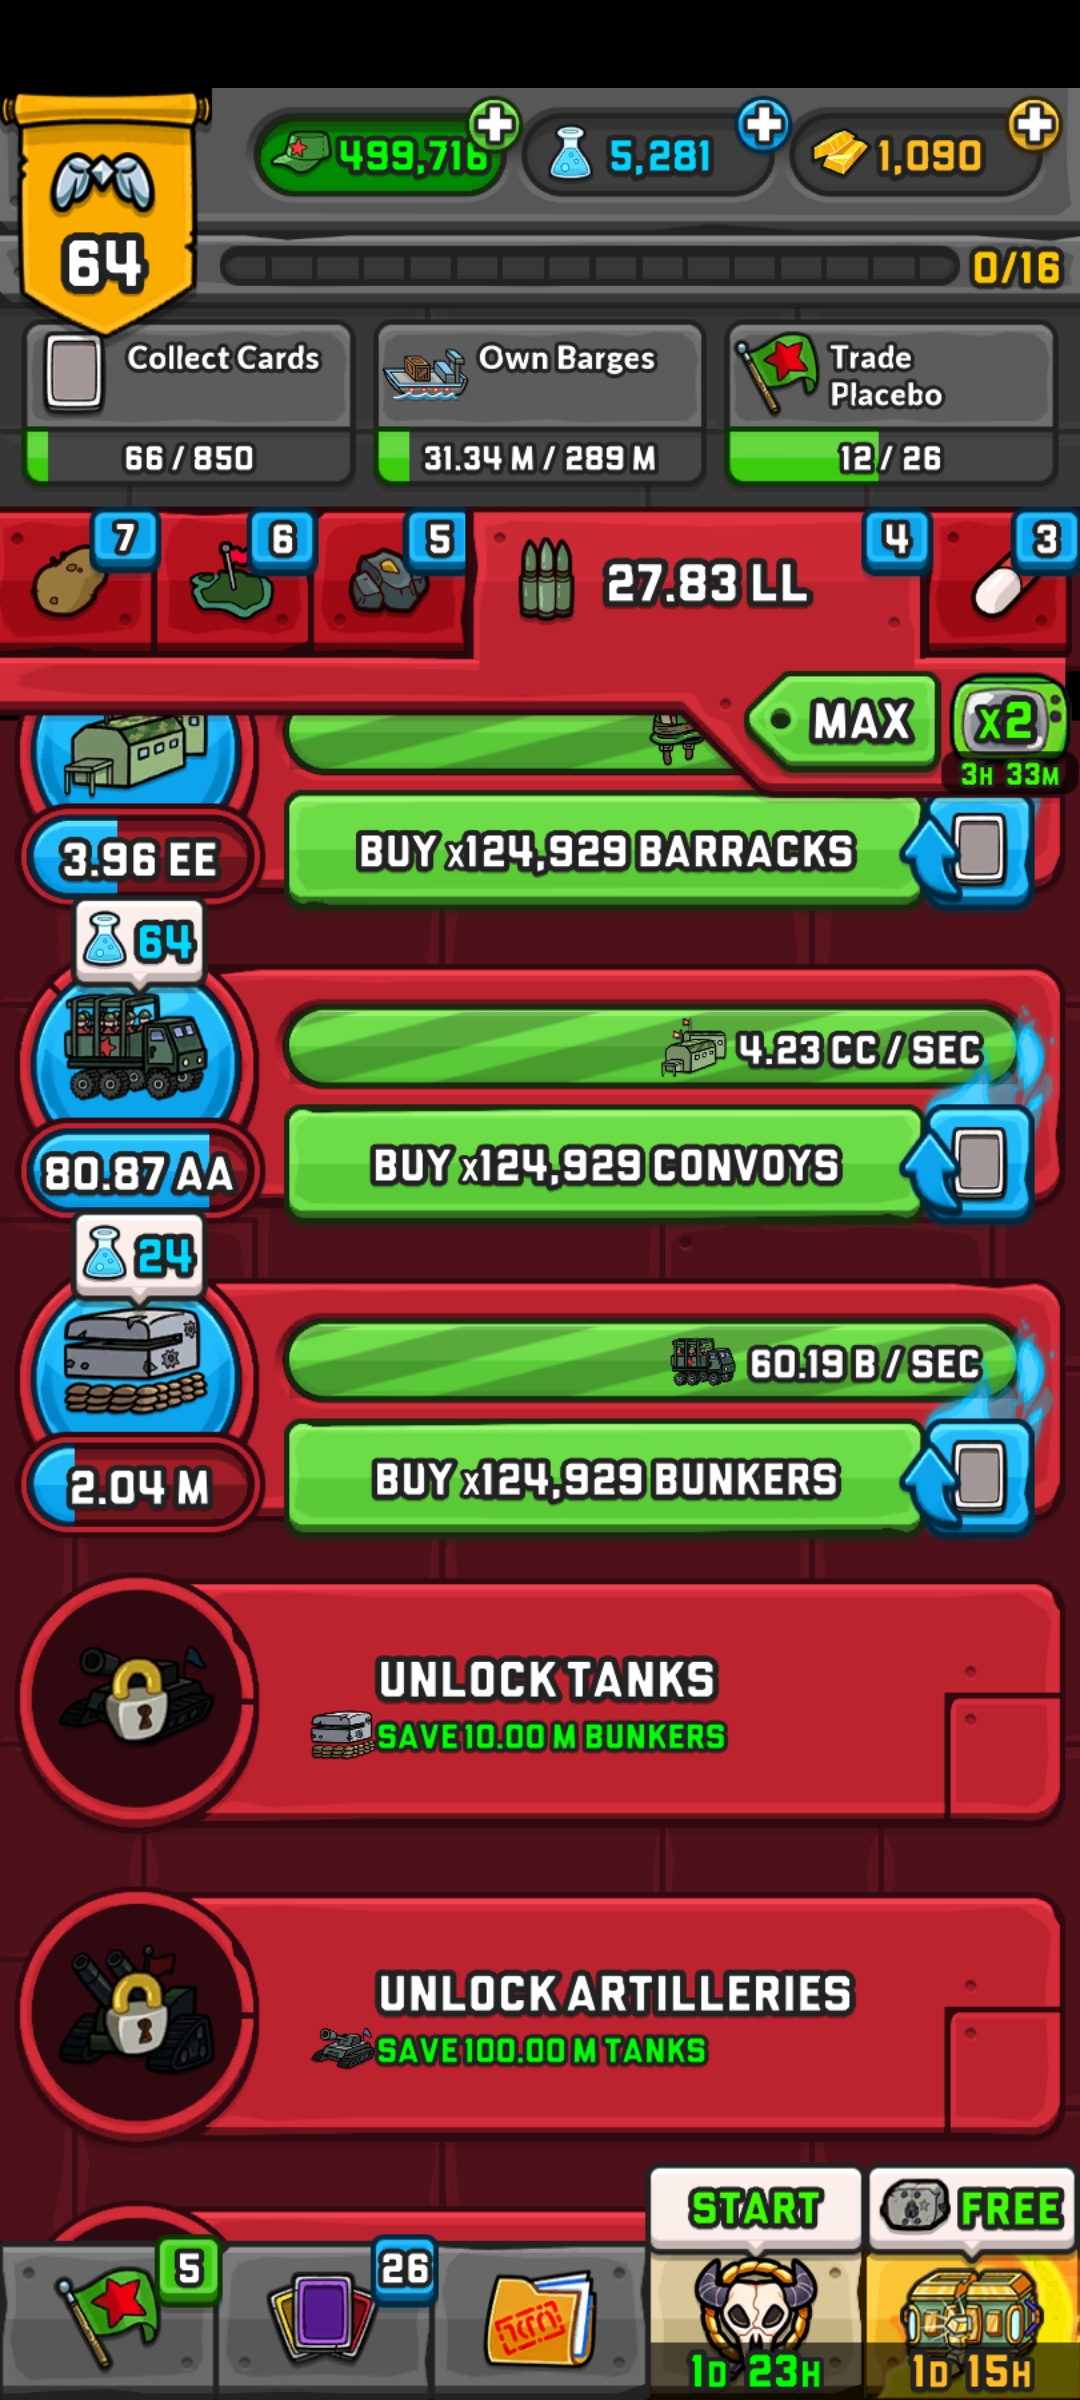 499,716
5,281
1,090
64
0/16
Collect Cards
66 / 850
Own Barges
31.34 M / 289 M
Trade
Placebo
12 / 26
7
6
5
27.83 LL
4
3
MAX
x2
3H 33M
3.96 EE
BUY x124,929 BARRACKS
64
4.23 CC / SEC
80.87 AA
BUY x124,929 CONVOYS
24
60.19 B / SEC
2.04 M
BUY x124,929 BUNKERS
UNLOCK TANKS
SAVE 10.00 M BUNKERS
UNLOCK ARTILLERIES
SAVE 100.00 M TANKS
START
FREE
5
26
1D 23H
1D 15H